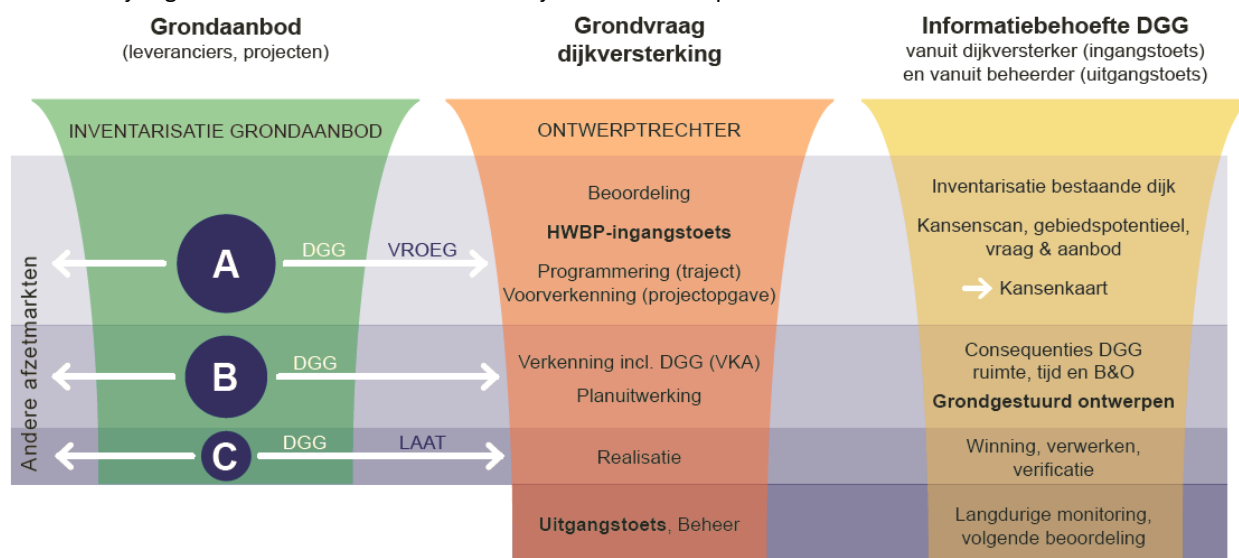 Grondaanbod
(leveranciers, projecten)
Grondvraag
dijkversterking
Informatiebehoefte DGG
vanuit dijkversterker (ingangstoets)
en vanuit beheerder (uitgangstoets)
INVENTARISATIE GRONDAANBOD
ONTWERPTRECHTER
Andere afzetmarkten
A
DGG
VROEG
Beoordeling
HWBP-ingangstoets
Programmering (traject)
Voorverkenning (projectopgave)
Inventarisatie bestaande dijk
Kansenscan, gebiedspotentieel,
vraag & aanbod
Kansenkaart
B
DGG
Verkenning incl. DGG (VKA)
Planuitwerking
Consequenties DGG
ruimte, tijd en B&O
Grondgestuurd ontwerpen
C
DGG
LAAT
Realisatie
Winning, verwerken,
verificatie
Uitgangstoets, Beheer
Langdurige monitoring,
volgende beoordeling